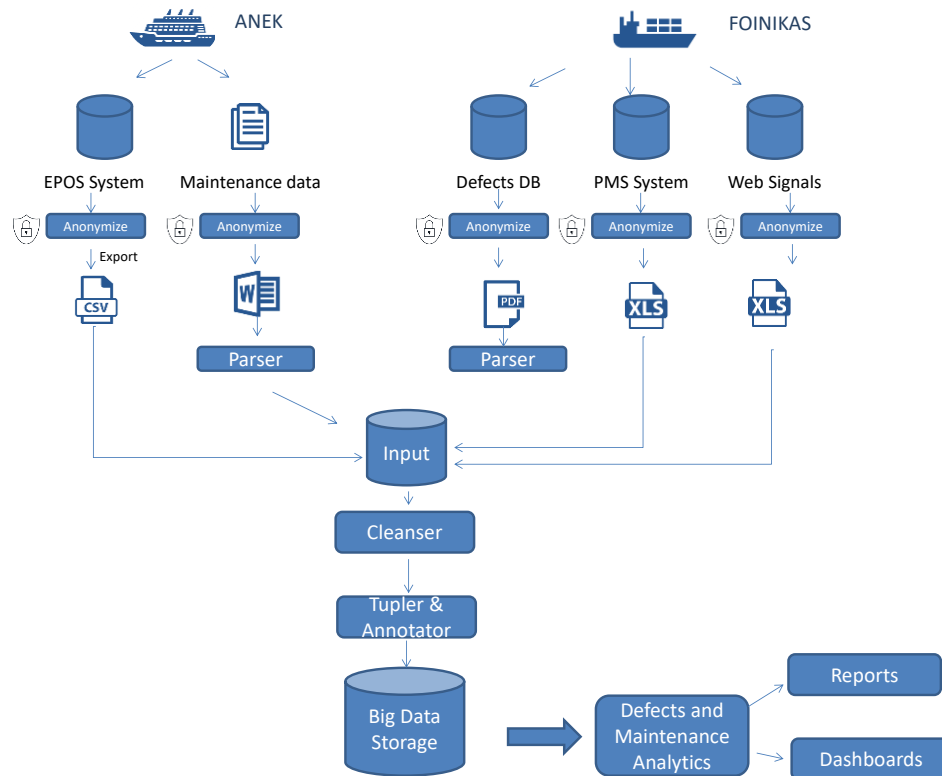 ANEK
FOINIKAS
EPOS System
Maintenance data
Defects DB
PMS System
Web Signals
Anonymize
Anonymize
Anonymize
Anonymize
Anonymize
Export
CSV
W
PDF
XLS
XLS
Parser
Parser
Input
Cleanser
Tupler &
Annotator
Big Data
Storage
Defects and
Maintenance
Analytics
Reports
Dashboards